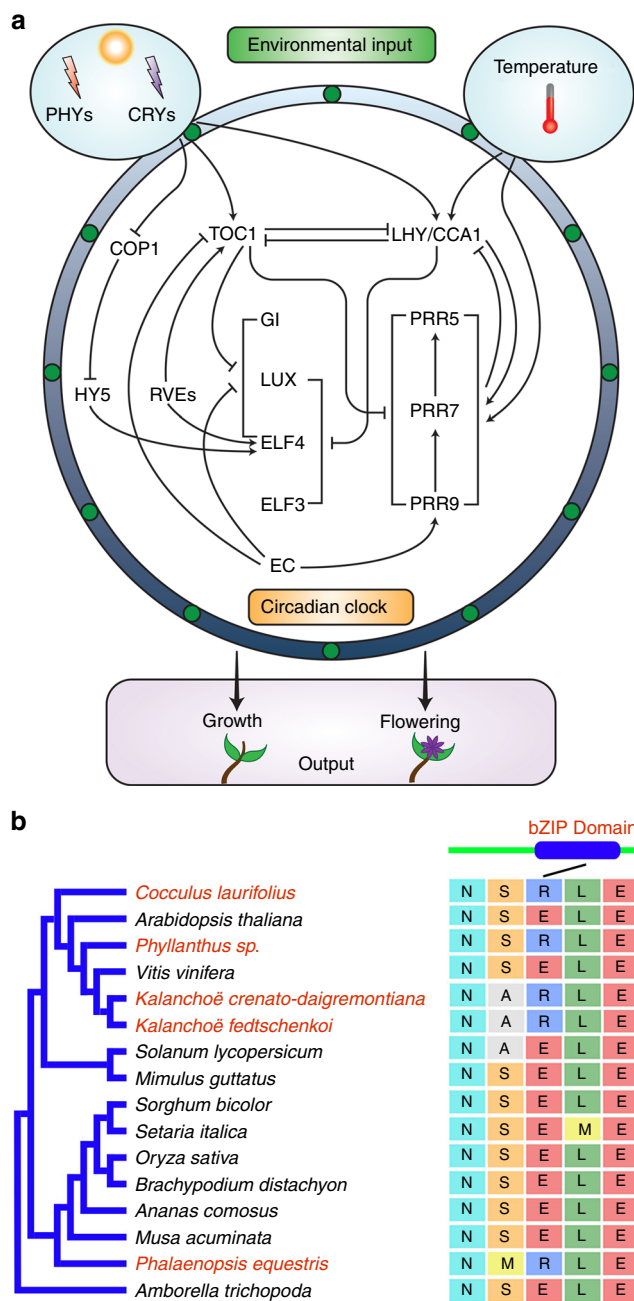 a
Environmental input
PHYs CRYs
Temperature
COP1
TOC1
LHY/CCA1
GI
LUX
HY5
RVEs
ELF4
ELF3
PRR5
PRR7
PRR9
EC
Circadian clock
Growth
Flowering
Output
b
bZIP Domain
Cocculus laurifolius N S R L E
Arabidopsis thaliana N S E L E
Phyllanthus sp. N S R L E
Vitis vinifera N S E L E
Kalanchoë crenato-daigremontiana N A R L E
Kalanchoë fedtschenkoi N A R L E
Solanum lycopersicum N A E L E
Mimulus guttatus N S E L E
Sorghum bicolor N S E L E
Setaria italica N S E M E
Oryza sativa N S E L E
Brachypodium distachyon N S E L E
Ananas comosus N S E L E
Musa acuminata N S E L E
Phalaenopsis equestris N M R L E
Amborella trichopoda N S E L E